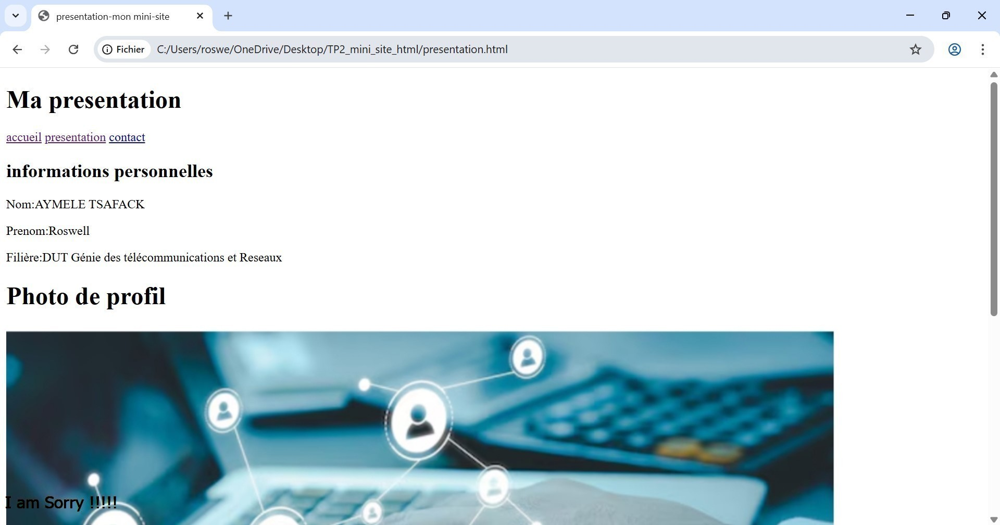 presentation-mon mini-site
Fichier C:/Users/roswe/OneDrive/Desktop/TP2_mini_site_html/presentation.html
Ma presentation
accueil presentation contact
informations personnelles
Nom:AYMELE TSAFACK
Prenom:Roswell
Filière:DUT Génie des télécommunications et Reseaux
Photo de profil
I am Sorry !!!!!